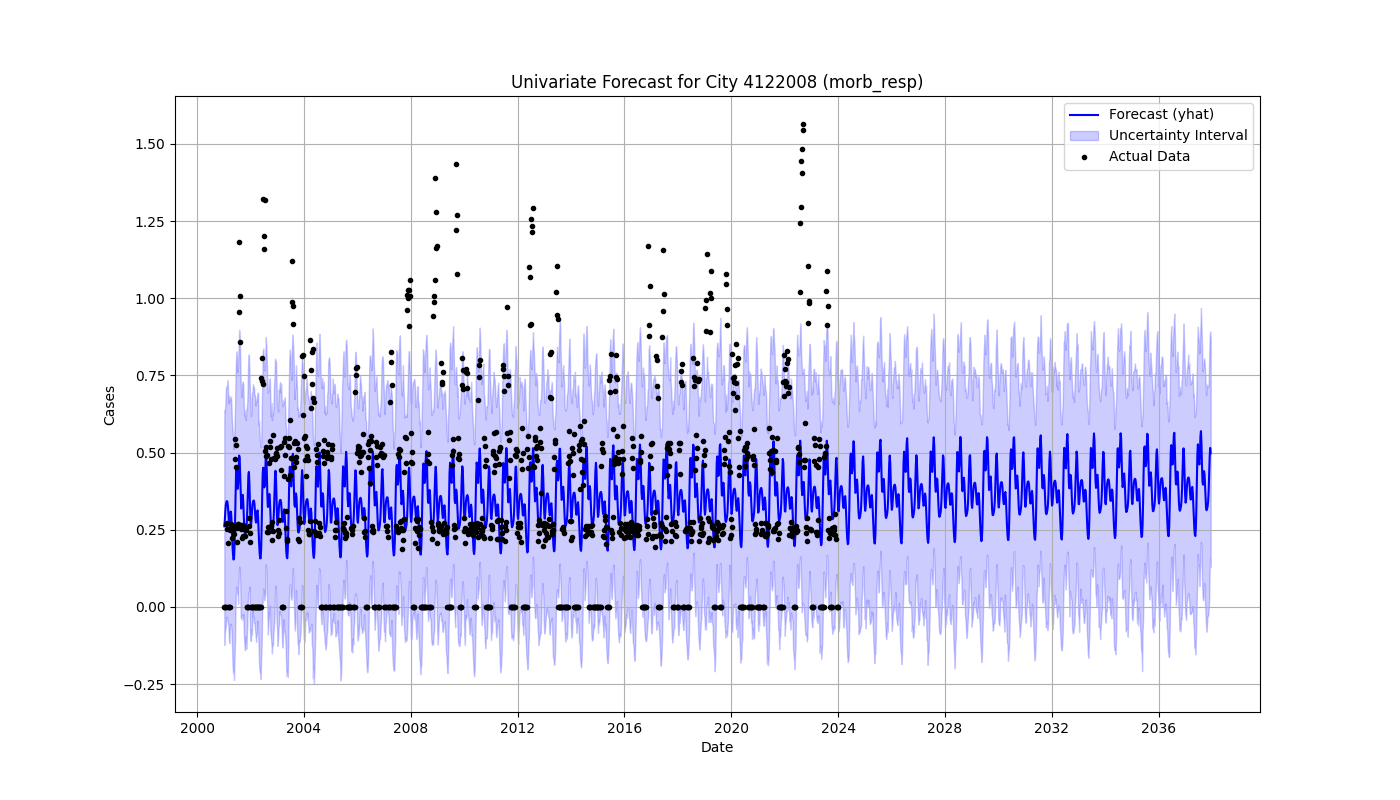 Univariate Forecast for City 4122008 (morb_resp)
Forecast (yhat)
Uncertainty Interval
Actual Data
1.50
1.25
1.00
0.75
0.50
0.25
0.00
−0.25
Cases
2000 2004 2008 2012 2016 2020 2024 2028 2032 2036
Date